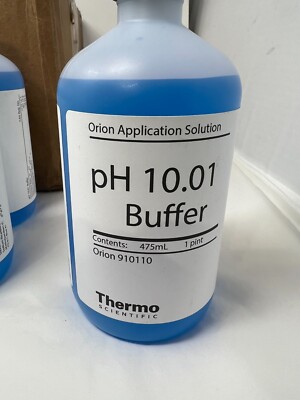 Orion Application Solution
pH 10.01
Buffer
Contents: 475mL 1 pint
Orion 910110
Thermo
SCIENTIFIC